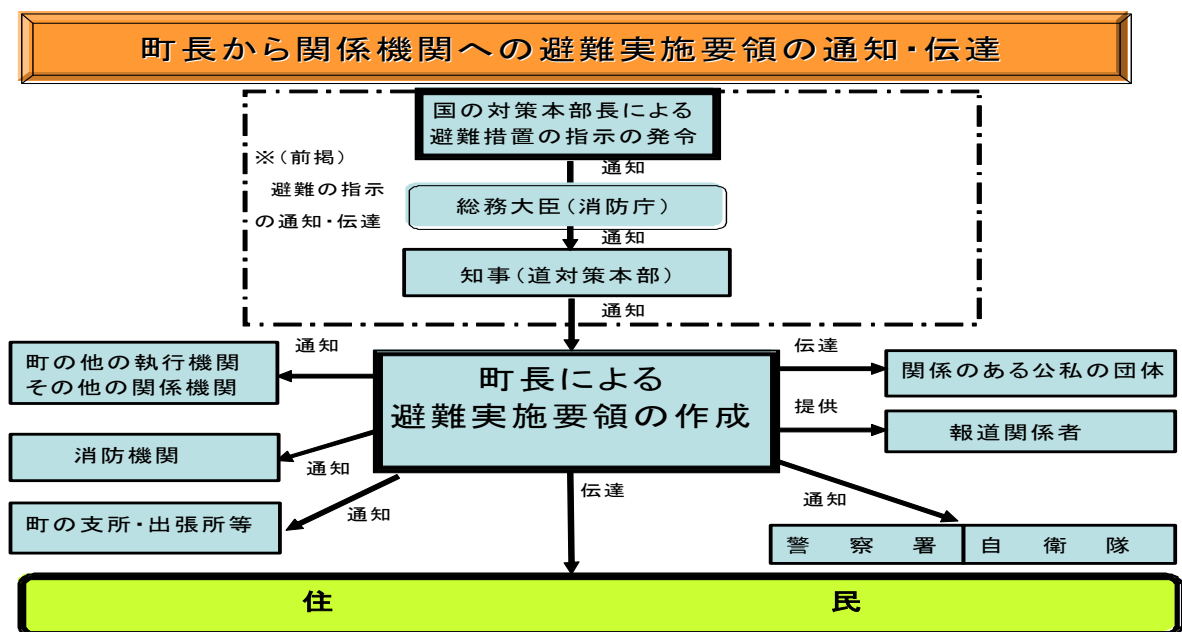 町長から関係機関への避難実施要領の通知・伝達
国の対策本部長による
避難措置の指示の発令
※(前掲)
避難の指示
の通知・伝達
通知
総務大臣(消防庁)
通知
知事(道対策本部)
通知
町の他の執行機関
その他の関係機関
通知
町長による
避難実施要領の作成
伝達
関係のある公私の団体
提供
報道関係者
消防機関
通知
町の支所・出張所等
通知
伝達
通知
警察署
自衛隊
住民